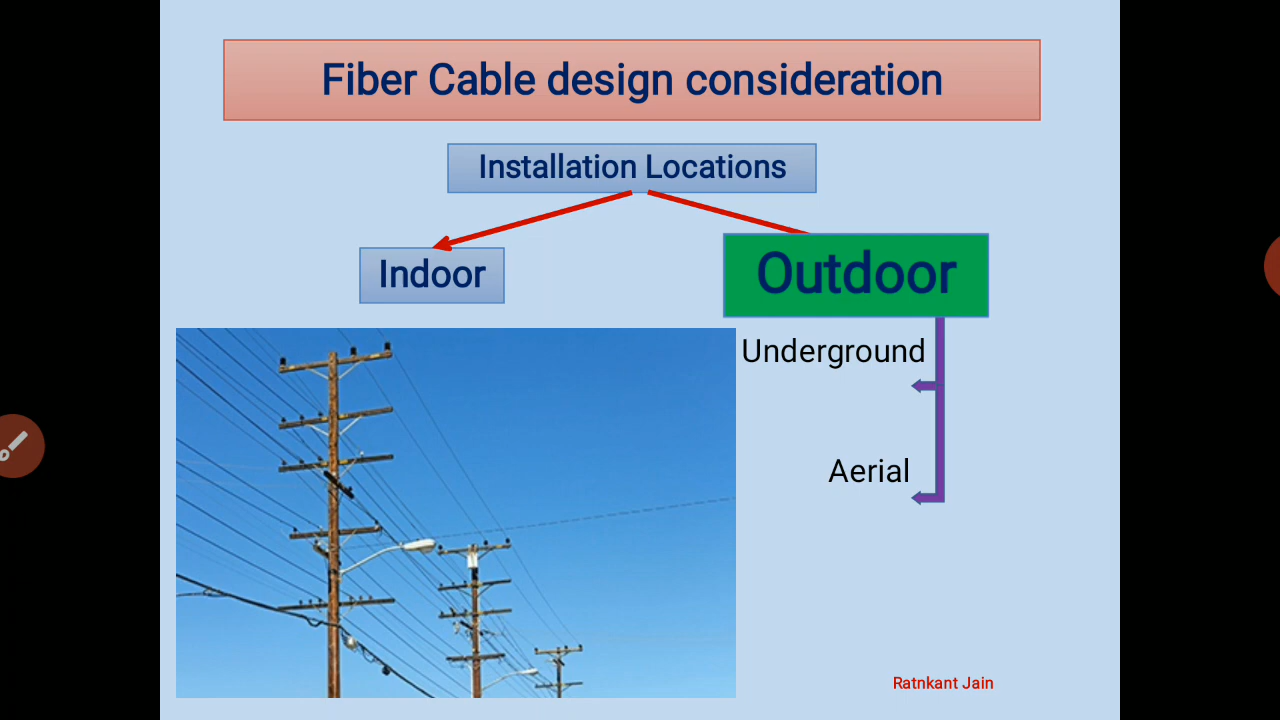 Fiber Cable design consideration
Installation Locations
Indoor
Outdoor
Underground
Aerial
Ratnkant Jain